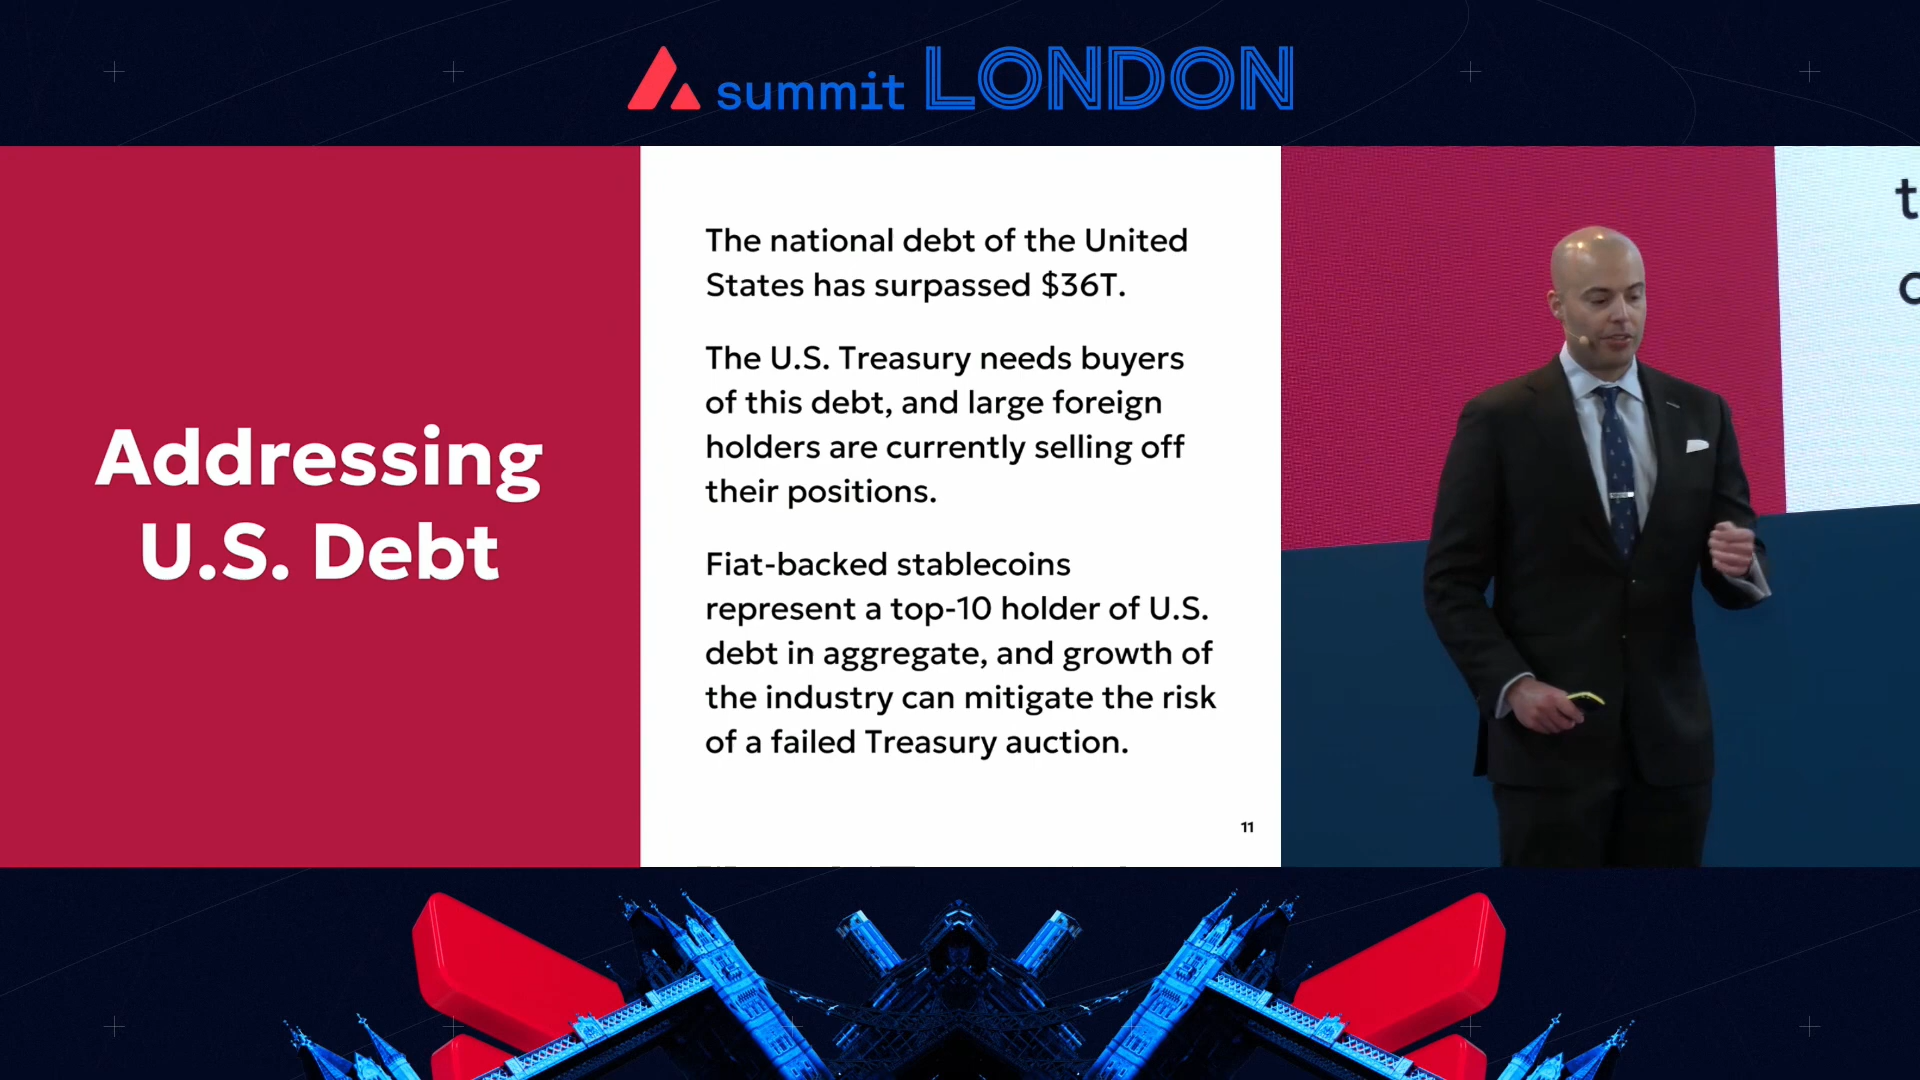 summit LONDON
Addressing
U.S. Debt
The national debt of the United
States has surpassed $36T.
The U.S. Treasury needs buyers
of this debt, and large foreign
holders are currently selling off
their positions.
Fiat-backed stablecoins
represent a top-10 holder of U.S.
debt in aggregate, and growth of
the industry can mitigate the risk
of a failed Treasury auction.
11
t